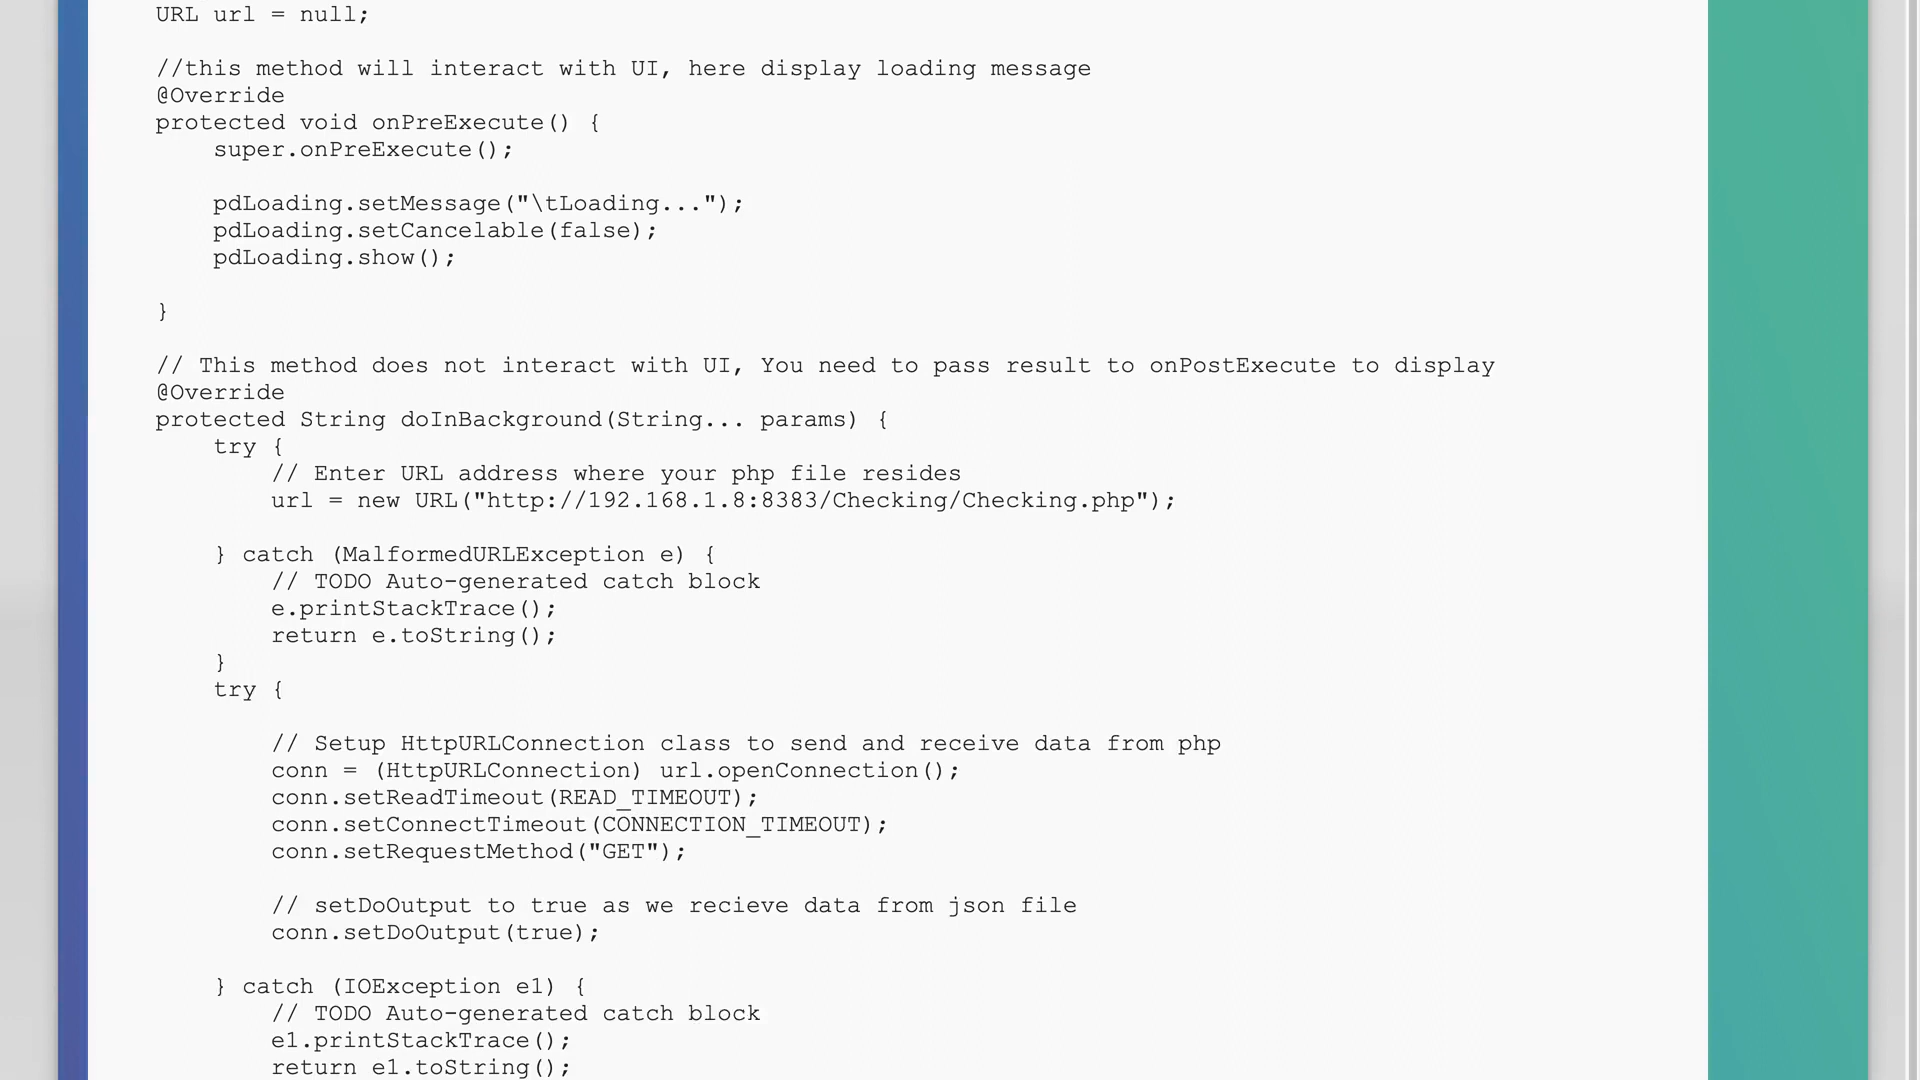 URL url = null;
//this method will interact with UI, here display loading message
@Override
protected void onPreExecute() {
super.onPreExecute();
pdLoading.setMessage("\tLoading...");
pdLoading.setCancelable(false);
pdLoading.show();
}
// This method does not interact with UI, You need to pass result to onPostExecute to display
@Override
protected String doInBackground(String... params) {
try {
// Enter URL address where your php file resides
url = new URL("http://192.168.1.8:8383/Checking/Checking.php");
} catch (MalformedURLException e) {
// TODO Auto-generated catch block
e.printStackTrace();
return e.toString();
}
try {
// Setup HttpURLConnection class to send and receive data from php
conn = (HttpURLConnection) url.openConnection();
conn.setReadTimeout(READ_TIMEOUT);
conn.setConnectTimeout(CONNECTION_TIMEOUT);
conn.setRequestMethod("GET");
// setDoOutput to true as we recieve data from json file
conn.setDoOutput(true);
} catch (IOException e1) {
// TODO Auto-generated catch block
e1.printStackTrace();
return e1.toString();